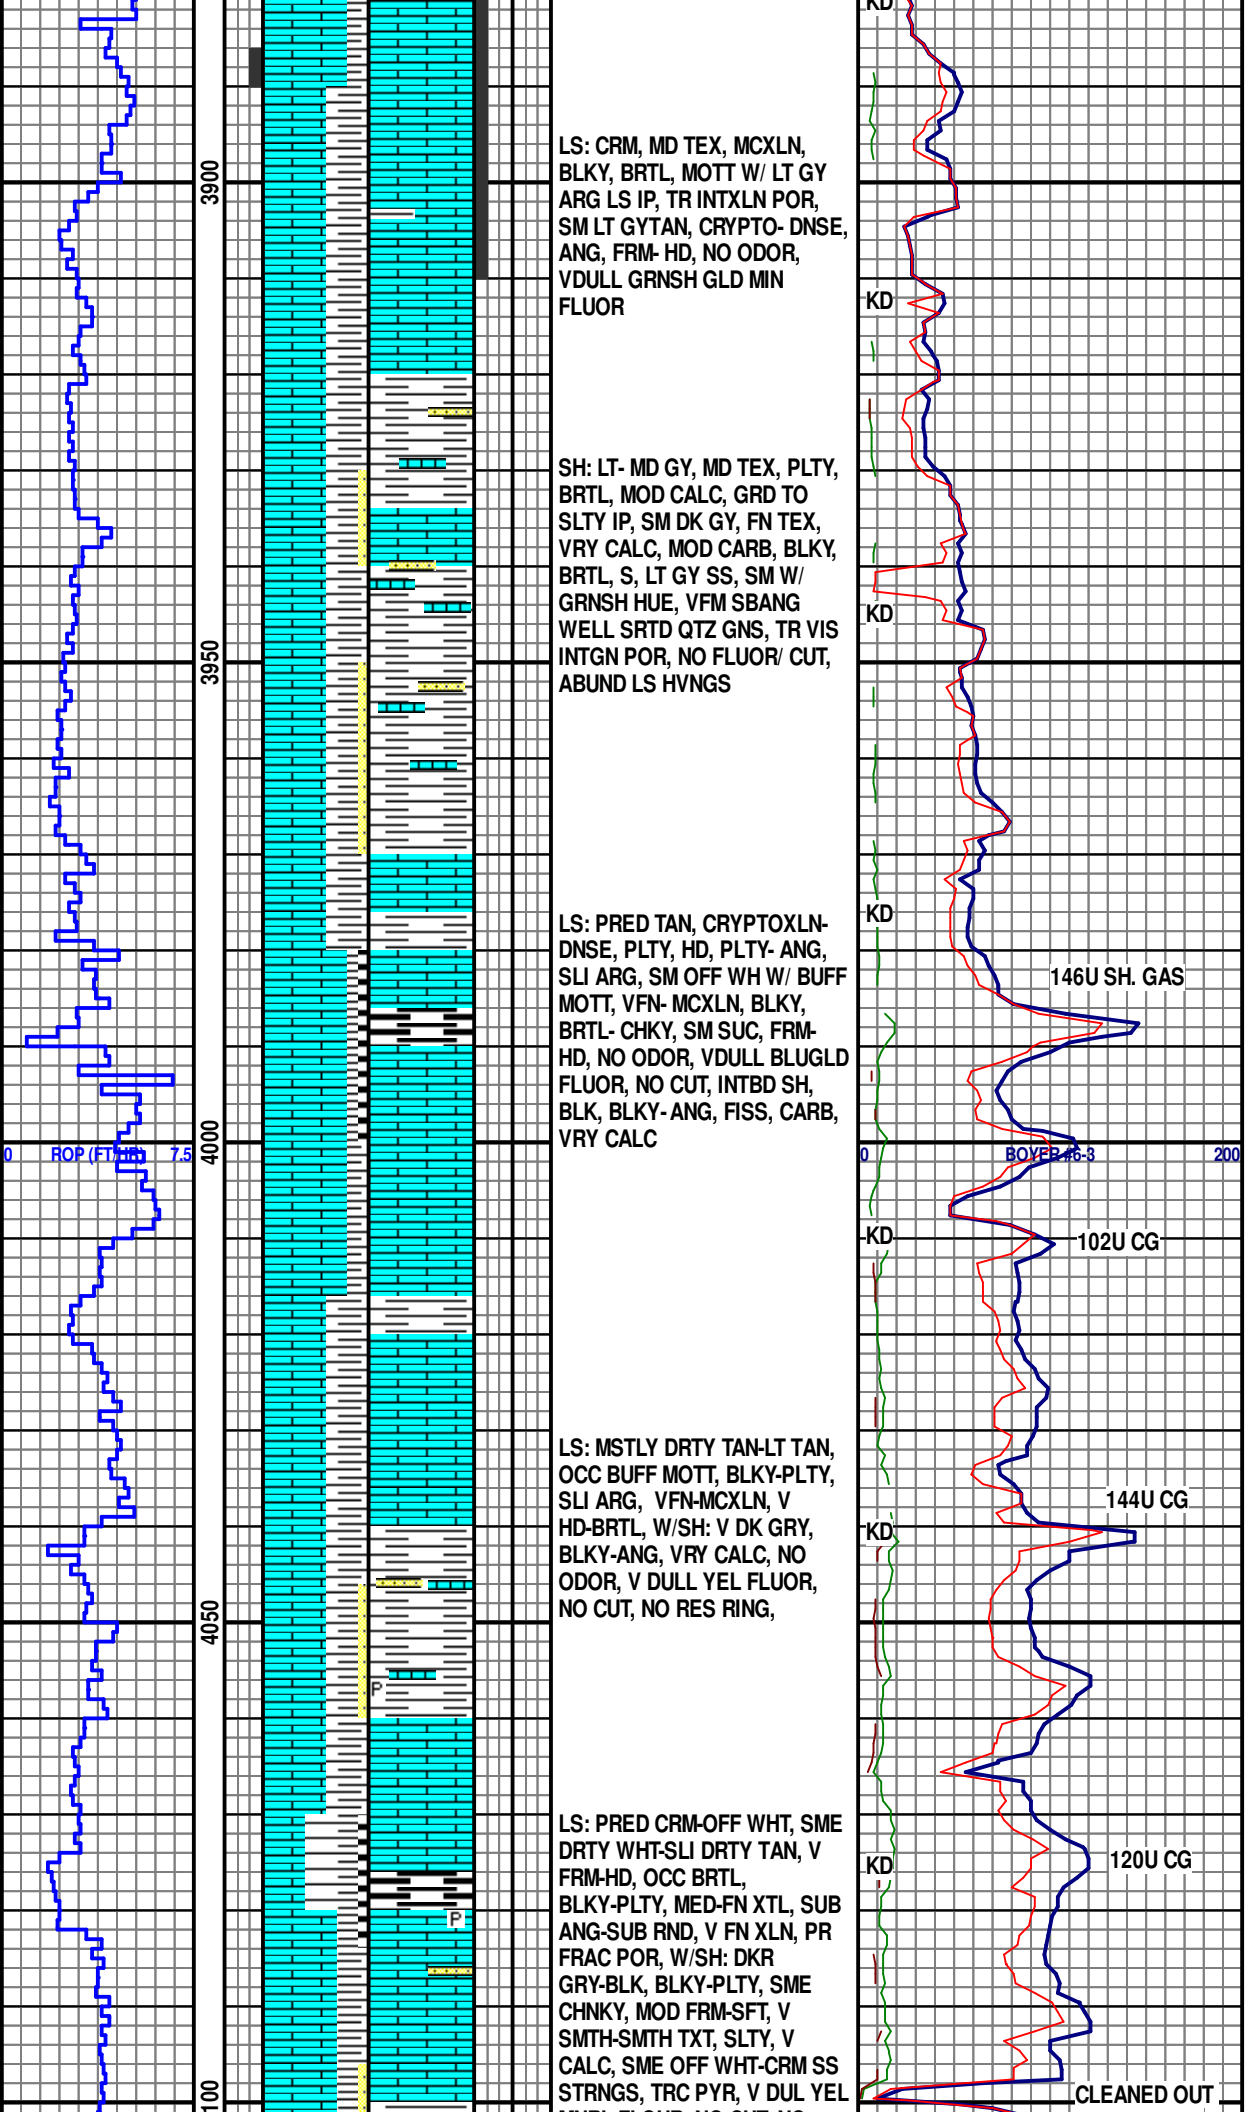 KD
LS: CRM, MD TEX, MCXLN,
BLKY, BRTL, MOTT W/ LT GY
ARG LS IP, TR INTXLN POR,
SM LT GYTAN, CRYPTO- DNSE,
ANG, FRM- HD, NO ODOR,
VDULL GRNSH GLD MIN
FLUOR
3900
KD
SH: LT- MD GY, MD TEX, PLTY,
BRTL, MOD CALC, GRD TO
SLTY IP, SM DK GY, FN TEX,
VRY CALC, MOD CARB, BLKY,
BRTL, S, LT GY SS, SM W/
GRNSH HUE, VFM SBANG
WELL SRTD QTZ GNS, TR VIS
INTGN POR, NO FLUOR/ CUT,
ABUND LS HVNGS
KD
3950
LS: PRED TAN, CRYPTOXLN-
DNSE, PLTY, HD, PLTY- ANG,
SLI ARG, SM OFF WH W/ BUFF
MOTT, VFN- MCXLN, BLKY,
BRTL- CHKY, SM SUC, FRM-
HD, NO ODOR, VDULL BLUGLD
FLUOR, NO CUT, INTBD SH,
BLK, BLKY- ANG, FISS, CARB,
VRY CALC
KD
146U SH. GAS
0 ROP (FT/HR) 7.5
4000
0 BOYER #6-3 200
KD
102U CG
LS: MSTLY DRTY TAN-LT TAN,
OCC BUFF MOTT, BLKY-PLTY,
SLI ARG, VFN-MCXLN, V
HD-BRTL, W/SH: V DK GRY,
BLKY-ANG, VRY CALC, NO
ODOR, V DULL YEL FLUOR,
NO CUT, NO RES RING,
144U CG
KD
4050
P
LS: PRED CRM-OFF WHT, SME
DRTY WHT-SLI DRTY TAN, V
FRM-HD, OCC BRTL,
BLKY-PLTY, MED-FN XTL, SUB
ANG-SUB RND, V FN XLN, PR
FRAC POR, W/SH: DKR
GRY-BLK, BLKY-PLTY, SME
CHNKY, MOD FRM-SFT, V
SMTH-SMTH TXT, SLTY, V
CALC, SME OFF WHT-CRM SS
STRNGS, TRC PYR, V DUL YEL
120U CG
KD
P
CLEANED OUT